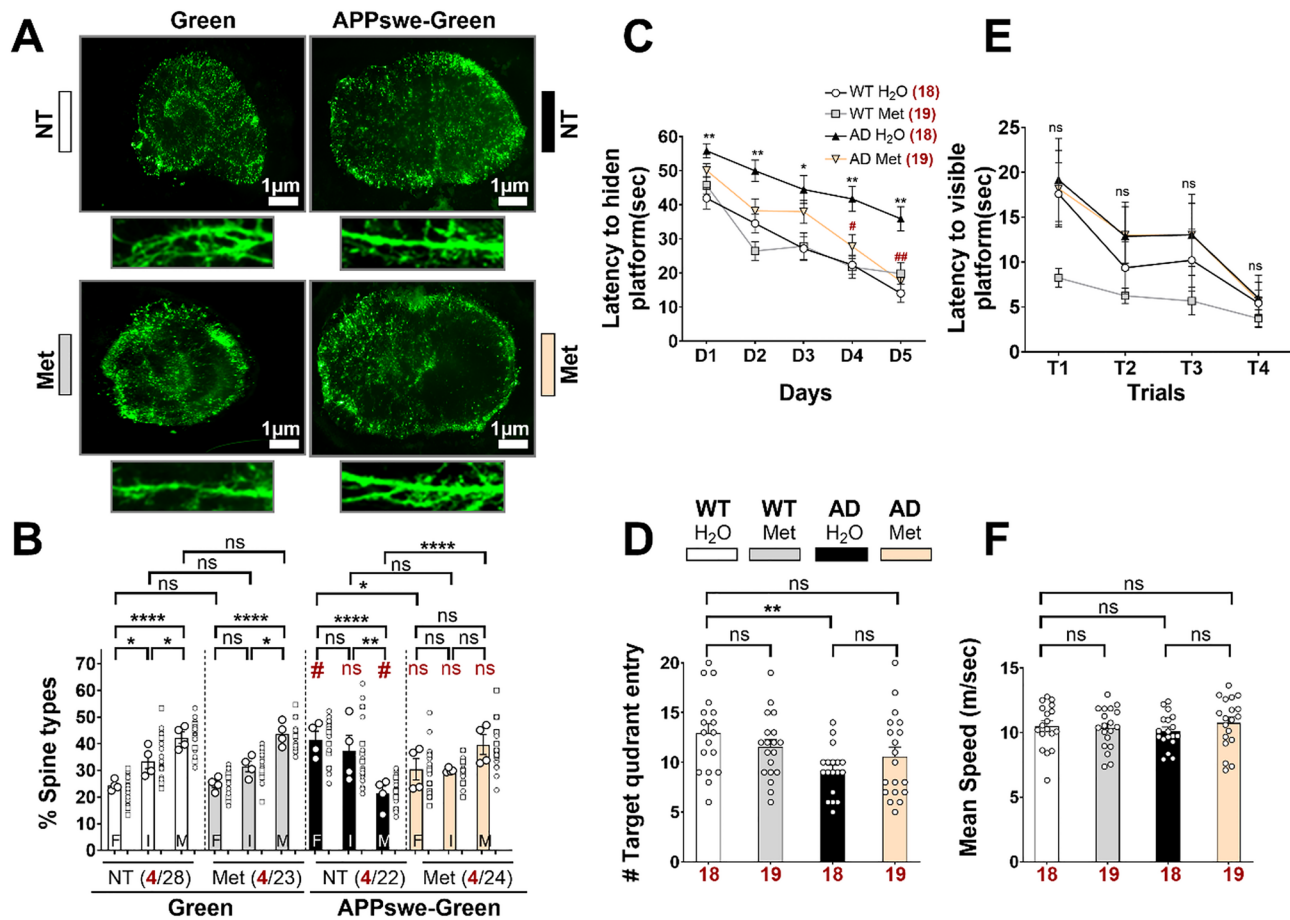 A
Green
APPswe-Green
NT
1µm
1µm
NT
Met
1µm
1µm
Met
B
ns
****
ns
ns
ns
*
****
****
****
ns
*
*
ns
*
ns
**
ns
ns
#
ns
#
ns
ns
ns
% Spine types
70
60
50
40
30
20
10
0
F
I
M
F
I
M
F
I
M
F
I
M
NT (4/28)
Met (4/23)
NT (4/22)
Met (4/24)
Green
APPswe-Green
C
WT H₂O (18)
WT Met (19)
AD H₂O (18)
AD Met (19)
Latency to hiden
platform(sec)
60
50
40
30
20
10
0
**
**
*
**
**
#
##
D1
D2
D3
D4
D5
Days
E
Latency to visible
platform(sec)
25
20
15
10
5
0
ns
ns
ns
ns
T1
T2
T3
T4
Trials
WT
H₂O
WT
Met
AD
H₂O
AD
Met
D
ns
**
ns
ns
# Target qudrant entry
20
15
10
5
0
18
19
18
19
F
ns
ns
ns
ns
Mean Speed (m/sec)
15
10
5
0
18
19
18
19